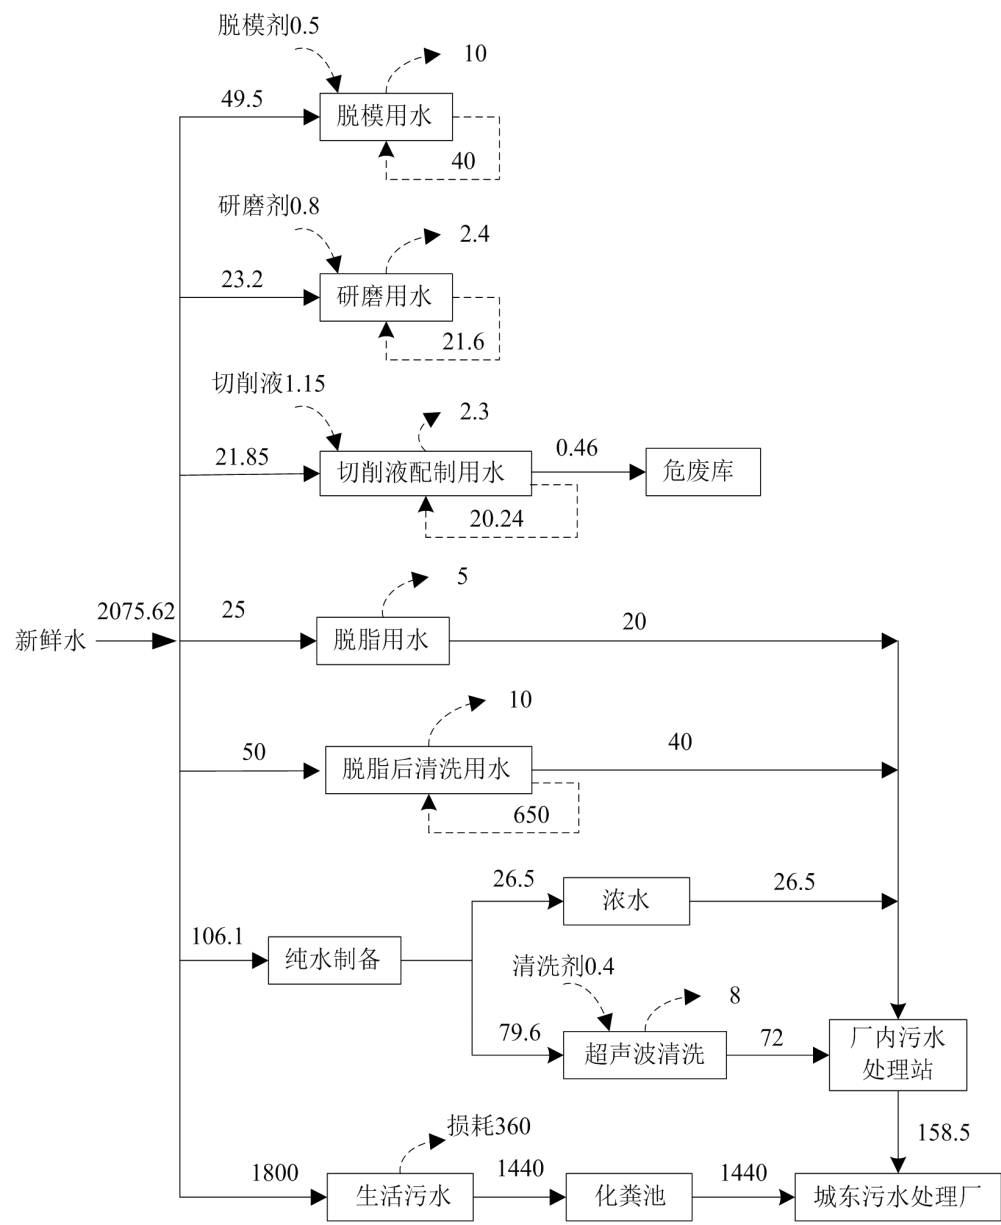 脱模剂0.5
10
49.5
脱模用水
40
研磨剂0.8
2.4
23.2
研磨用水
21.6
切削液1.15
2.3
21.85
切削液配制用水
0.46
危废库
20.24
新鲜水
2075.62
25
5
脱脂用水
20
10
50
脱脂后清洗用水
40
650
26.5
浓水
26.5
106.1
纯水制备
清洗剂0.4
8
79.6
超声波清洗
72
厂内污水
处理站
158.5
损耗360
1800
生活污水
1440
化粪池
1440
城东污水处理厂